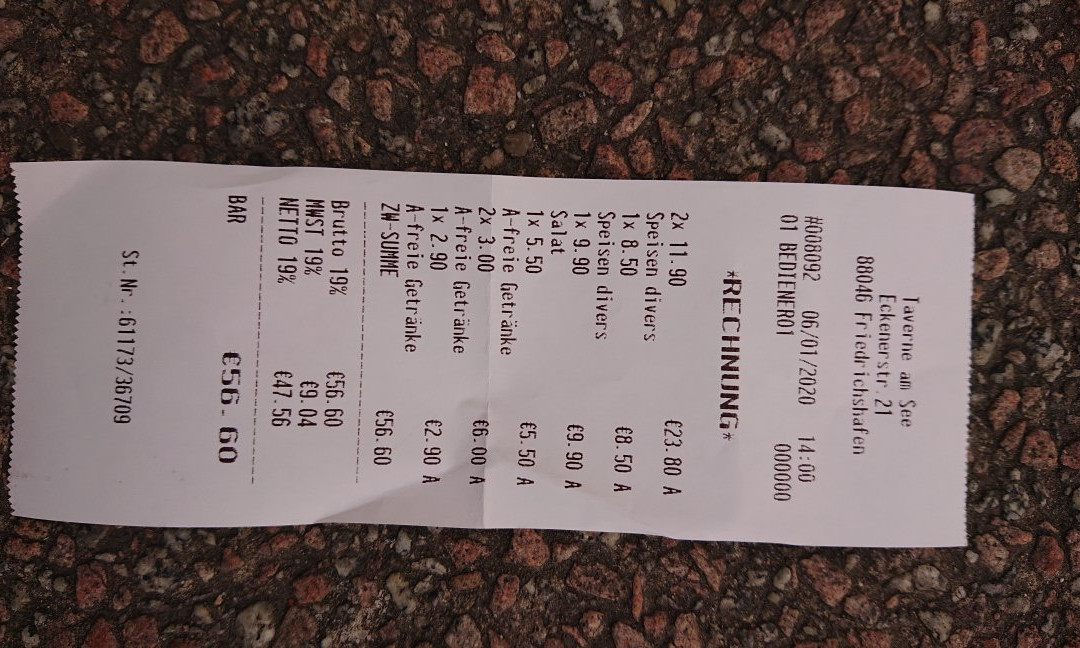 Taverne am See
Eckenerstr.21
88046 Friedrichshafen
#008092 06/01/2020 14:00
01 BEDIENER01 000000
*RECHNUNG*
2x 11.90
Speisen divers €23.80 A
1x 8.50
Speisen divers €8.50 A
1x 9.90
Salat €9.90 A
1x 5.50
A-freie Getränke €5.50 A
2x 3.00
A-freie Getränke €6.00 A
1x 2.90
A-freie Getränke €2.90 A
ZW-SUMME €56.60
Brutto 19% €56.60
MWST 19% €9.04
NETTO 19% €47.56
BAR €56.60
St.Nr.:61173/36709